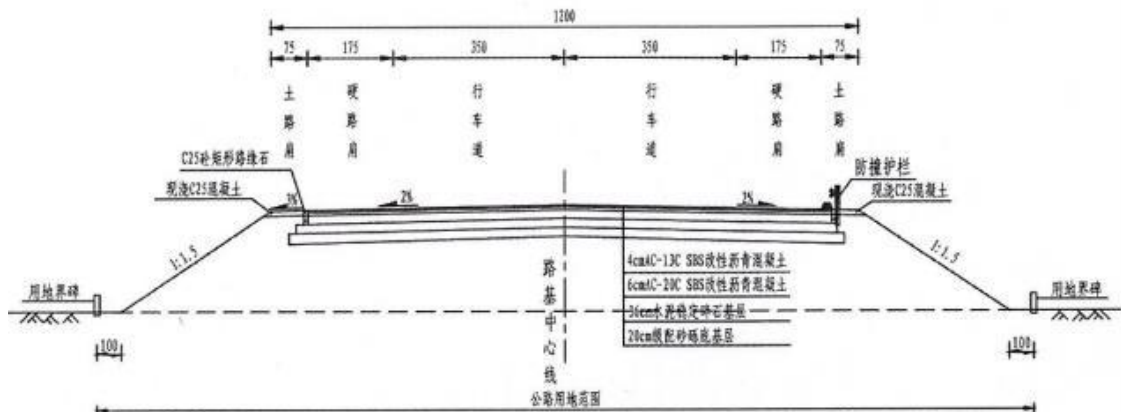 1200
75 175 350 350 175 75
土路肩 硬路肩 行车道 行车道 硬路肩 土路肩
C25砼矩形路缘石
防撞护栏
现浇C25混凝土
现浇C25混凝土
3% 2% 2%
1:1.5 1:1.5
4cmAC-13C SBS改性沥青混凝土
6cmAC-20C SBS改性沥青混凝土
36cm水泥稳定碎石基层
20cm级配砂砾底基层
路基中心线
用地界碑 用地界碑
100 100
公路用地范围